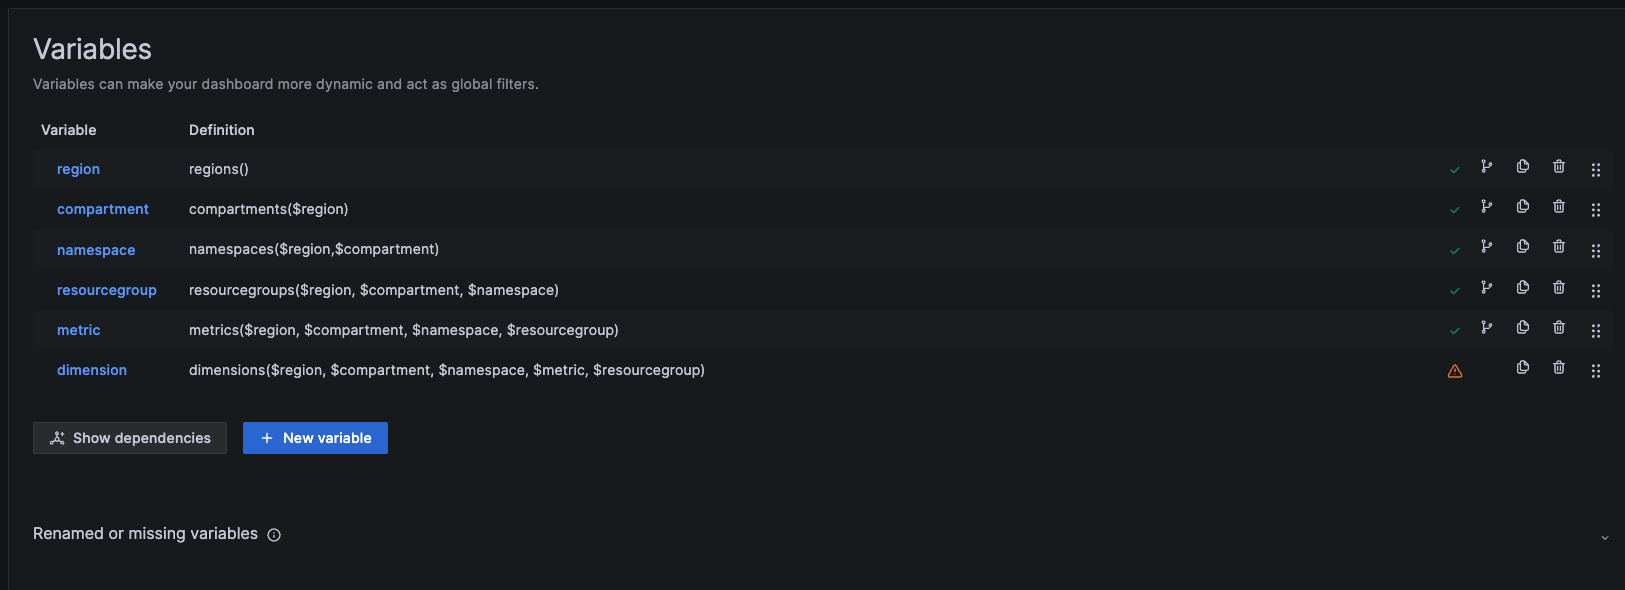 Variables
Variables can make your dashboard more dynamic and act as global filters.
Variable Definition
region regions()
compartment compartments($region)
namespace namespaces($region,$compartment)
resourcegroup resourcegroups($region, $compartment, $namespace)
metric metrics($region, $compartment, $namespace, $resourcegroup)
dimension dimensions($region, $compartment, $namespace, $metric, $resourcegroup)
Show dependencies + New variable
Renamed or missing variables